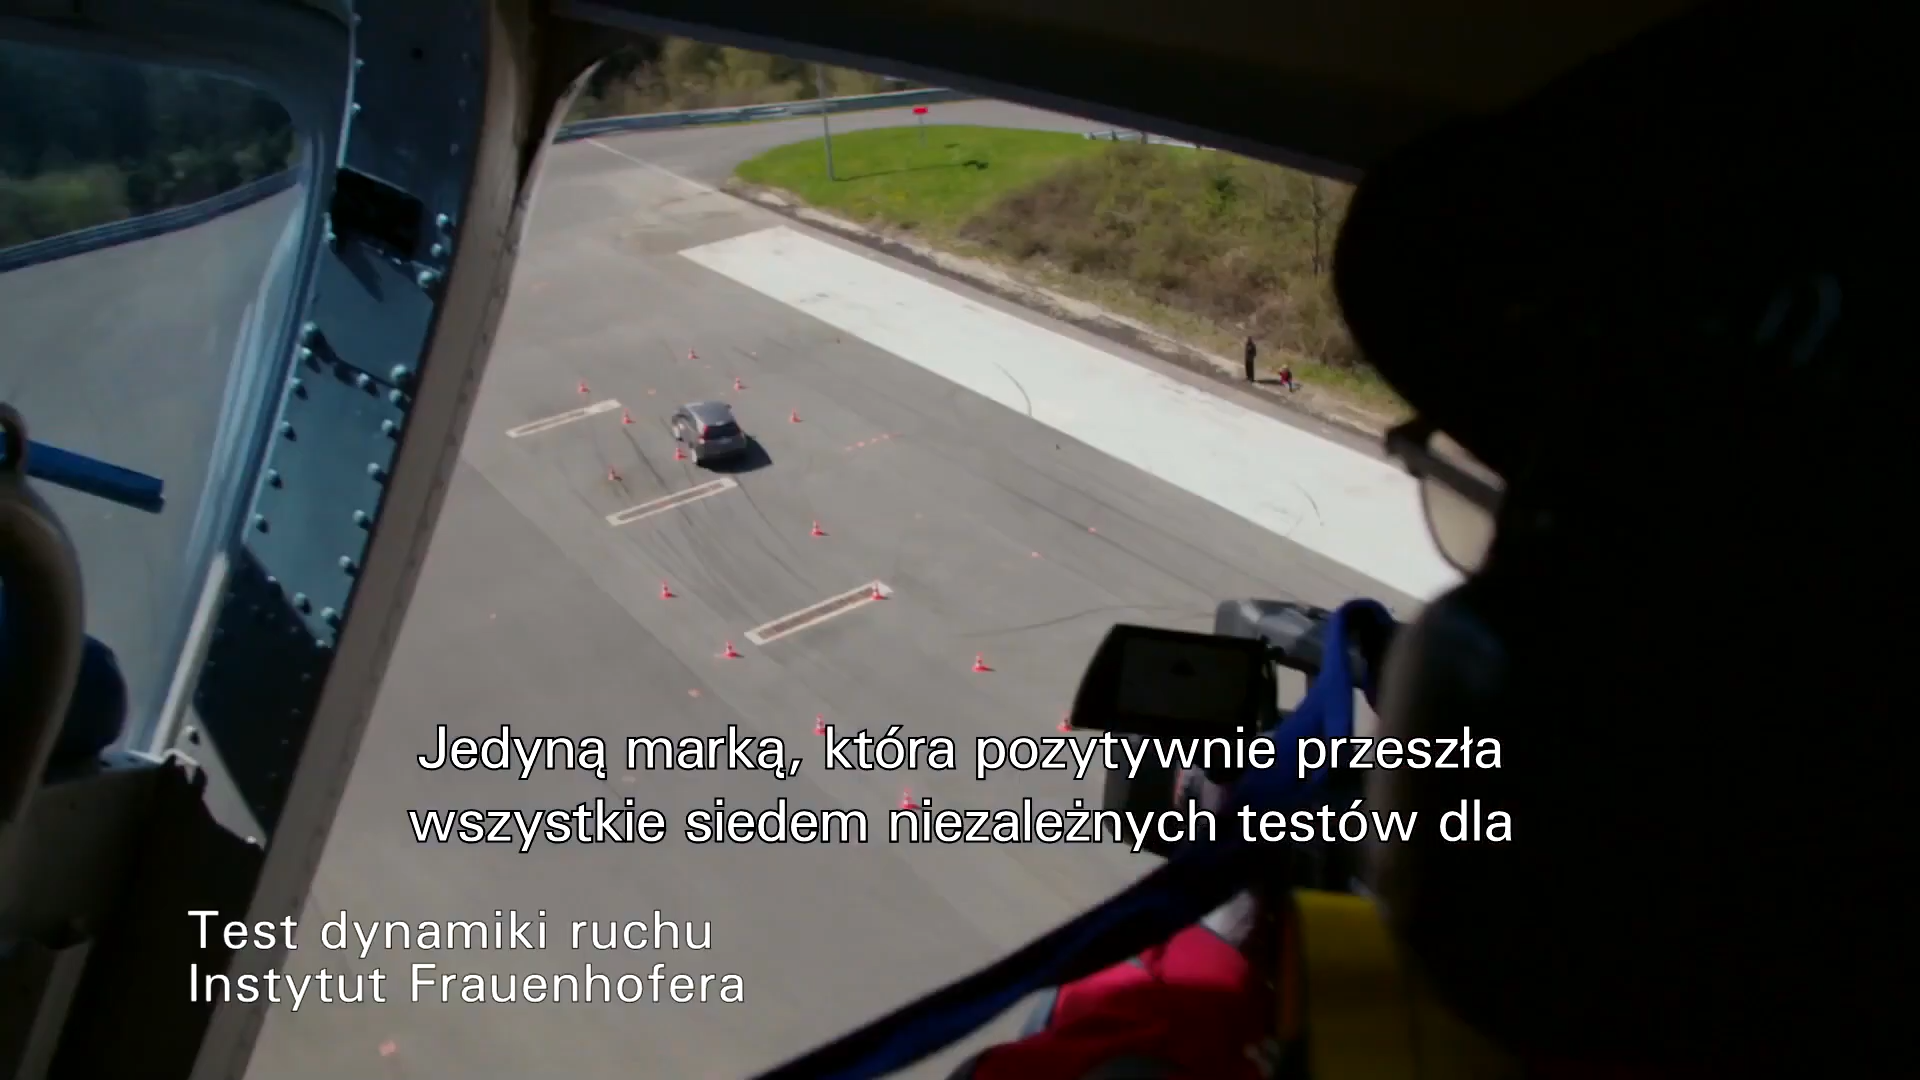 Jedyną marką, która pozytywnie przeszła
wszystkie siedem niezależnych testów dla
Test dynamiki ruchu
Instytut Frauenhofera